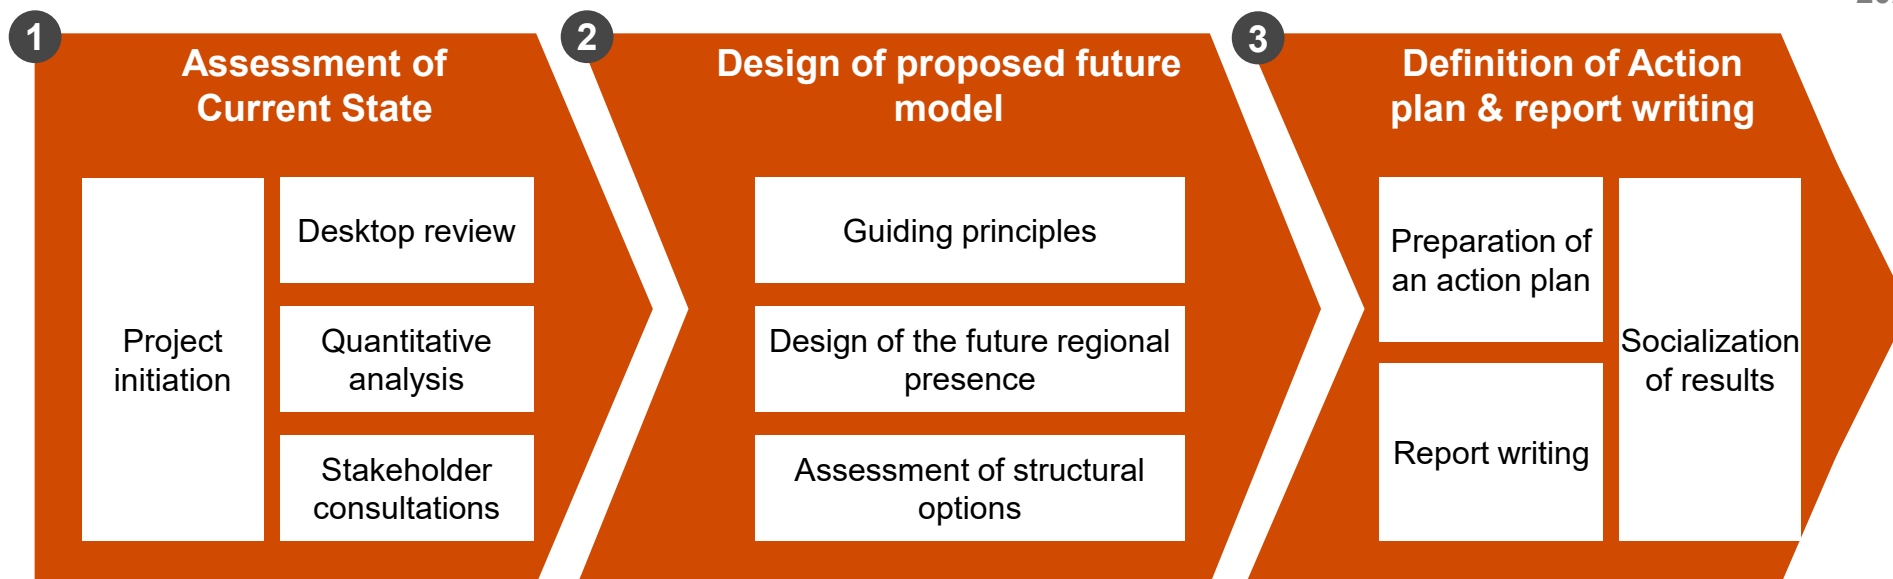 1
Assessment of
Current State
Project
initiation
Desktop review
Quantitative
analysis
Stakeholder
consultations
2
Design of proposed future
model
Guiding principles
Design of the future regional
presence
Assessment of structural
options
3
Definition of Action
plan & report writing
Preparation of
an action plan
Report writing
Socialization
of results